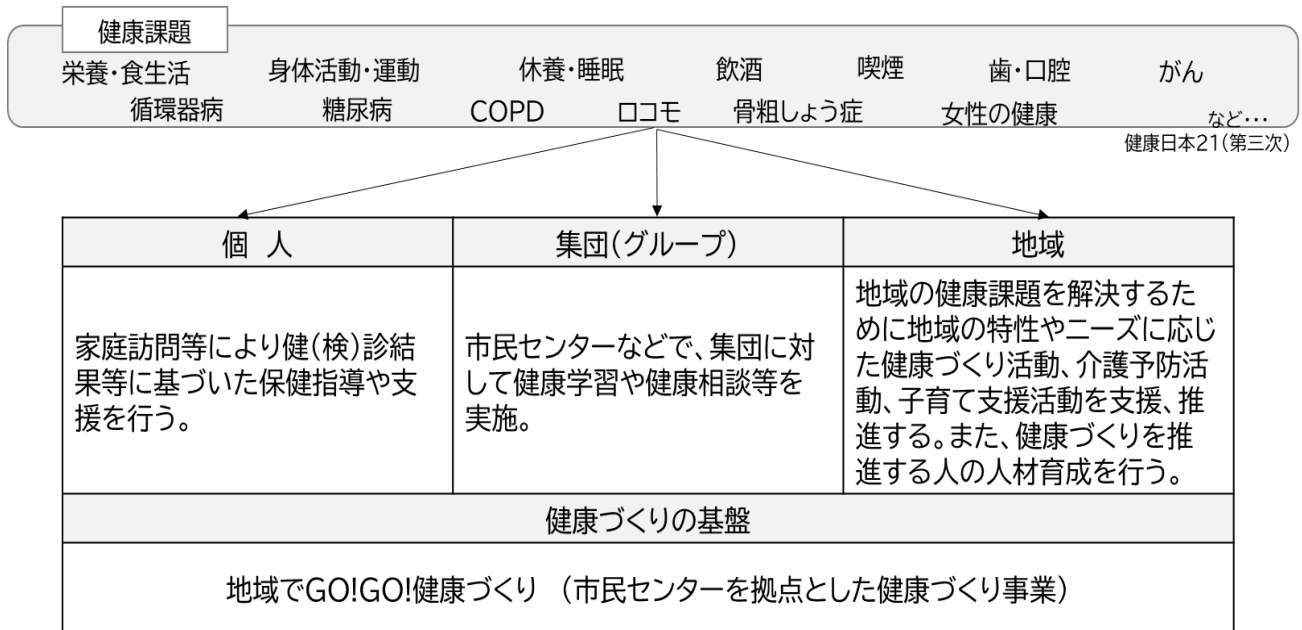 健康課題
栄養・食生活 身体活動・運動 休養・睡眠 飲酒 喫煙 歯・口腔 がん
循環器病 糖尿病 COPD ロコモ 骨粗しょう症 女性の健康 など…
健康日本21(第三次)
個 人 集団(グループ) 地域
家庭訪問等により健(検)診結
果等に基づいた保健指導や支
援を行う。
市民センターなどで、集団に対
して健康学習や健康相談等を
実施。
地域の健康課題を解決するた
めに地域の特性やニーズに応じ
た健康づくり活動、介護予防活
動、子育て支援活動を支援、推
進する。また、健康づくりを推
進する人の人材育成を行う。
健康づくりの基盤
地域でGO!GO!健康づくり (市民センターを拠点とした健康づくり事業)